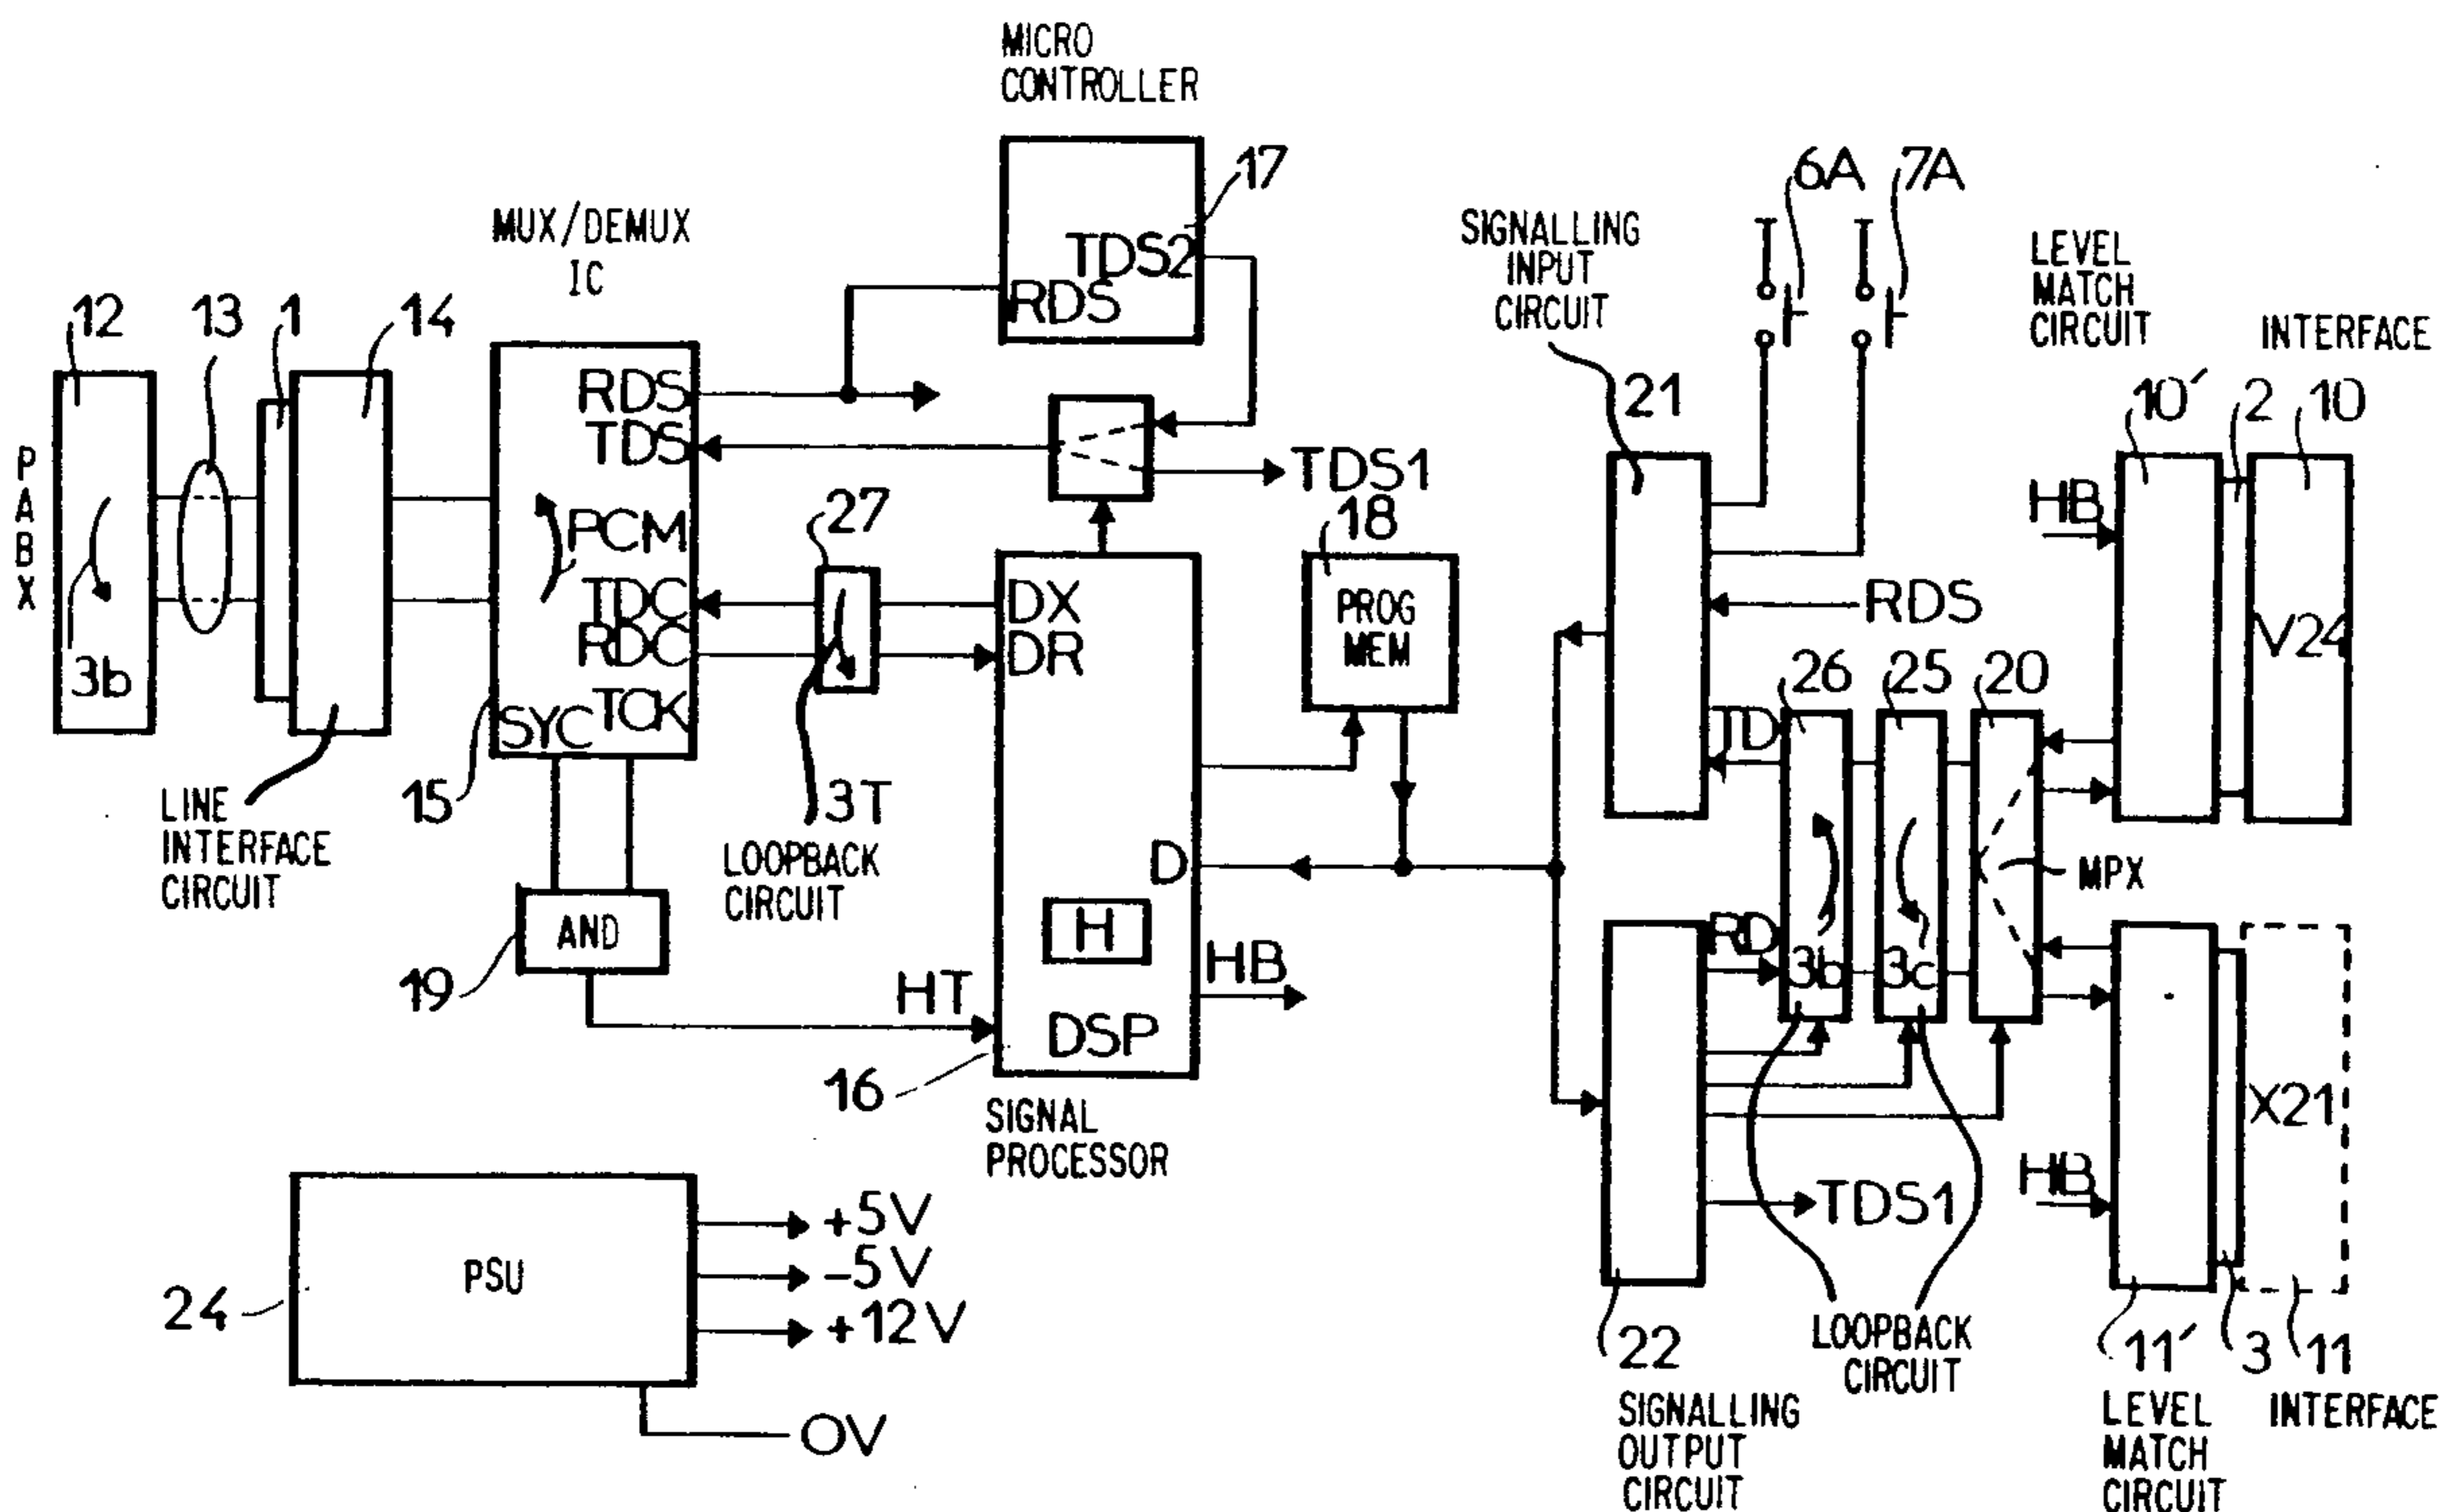 MICRO
CONTROLLER
17
TDS2
RDS
MUX/DEMUX
IC
12
13
1
14
PABX
3b
RDS
TDS
PCM
TDC
RDC
TCK
SYC
15
LINE
INTERFACE
CIRCUIT
27
3T
LOOPBACK
CIRCUIT
AND
19
HT
TDS1
DX
DR
D
H
HB
DSP
16
SIGNAL
PROCESSOR
18
PROG
MEM
PSU
24
+5V
-5V
+12V
0V
SIGNALLING
INPUT
CIRCUIT
21
6A
7A
RDS
TD
RD
26
25
20
3b
3c
MPX
LOOPBACK
CIRCUIT
TDS1
22
SIGNALLING
OUTPUT
CIRCUIT
LEVEL
MATCH
CIRCUIT
INTERFACE
10′
2
10
HB
V24
HB
X21
11′
3
11
LEVEL
MATCH
CIRCUIT
INTERFACE